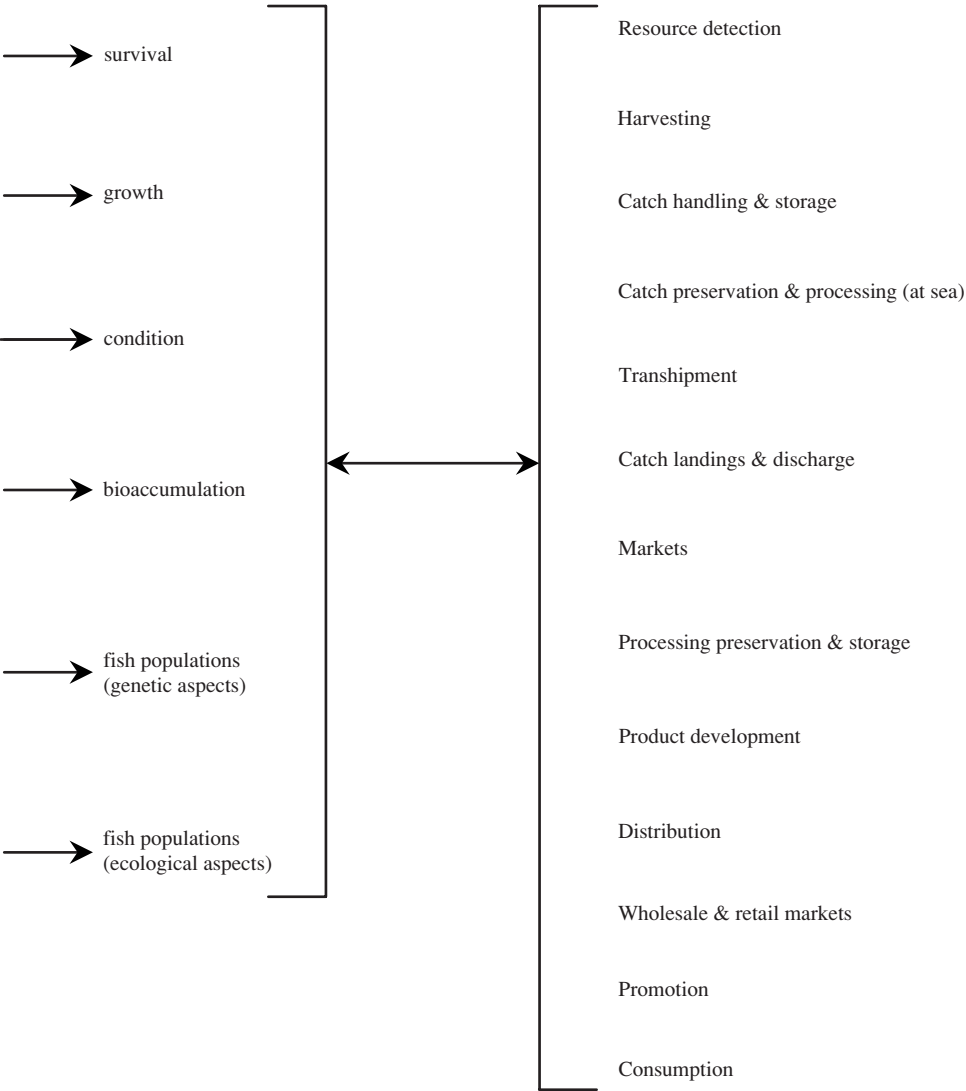 survival
growth
condition
bioaccumulation
fish populations
(genetic aspects)
fish populations
(ecological aspects)
Resource detection
Harvesting
Catch handling & storage
Catch preservation & processing (at sea)
Transhipment
Catch landings & discharge
Markets
Processing preservation & storage
Product development
Distribution
Wholesale & retail markets
Promotion
Consumption